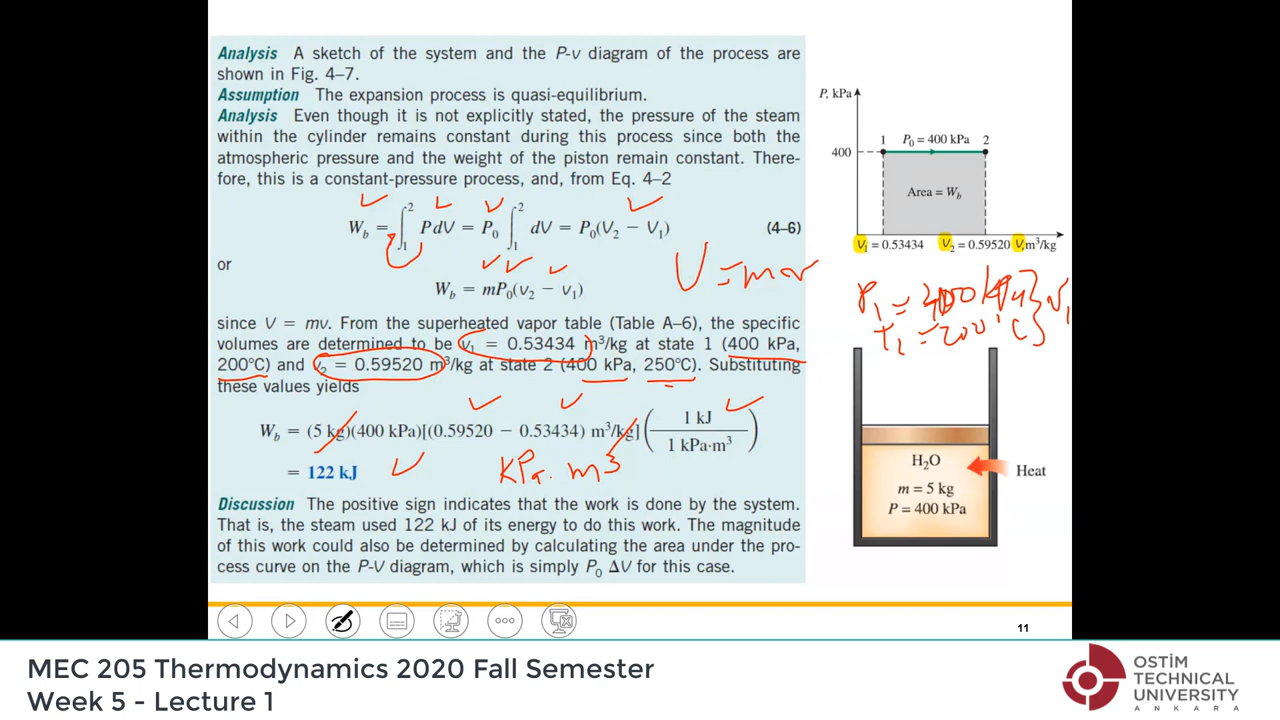 Analysis A sketch of the system and the P-v diagram of the process are
shown in Fig. 4–7.
Assumption The expansion process is quasi-equilibrium.
Analysis Even though it is not explicitly stated, the pressure of the steam
within the cylinder remains constant during this process since both the
atmospheric pressure and the weight of the piston remain constant. There-
fore, this is a constant-pressure process, and, from Eq. 4–2
W_b = ∫₁² P dV = P₀ ∫₁² dV = P₀(V₂ − V₁) (4–6)
or
W_b = mP₀(v₂ − v₁)
since V = mv. From the superheated vapor table (Table A–6), the specific
volumes are determined to be v₁ = 0.53434 m³/kg at state 1 (400 kPa,
200°C) and v₂ = 0.59520 m³/kg at state 2 (400 kPa, 250°C). Substituting
these values yields
W_b = (5 kg)(400 kPa)[(0.59520 − 0.53434) m³/kg] (1 kJ / 1 kPa·m³)
= 122 kJ
kPa. m³
Discussion The positive sign indicates that the work is done by the system.
That is, the steam used 122 kJ of its energy to do this work. The magnitude
of this work could also be determined by calculating the area under the pro-
cess curve on the P-V diagram, which is simply P₀ ΔV for this case.
V = mv
P, kPa
1 P₀ = 400 kPa 2
400
Area = W_b
V₁ = 0.53434 V₂ = 0.59520 V, m³/kg
P₁ = 400 kPa } v₁
T₁ = 200°C }
H₂O
m = 5 kg
P = 400 kPa
Heat
11
MEC 205 Thermodynamics 2020 Fall Semester
Week 5 - Lecture 1
OSTİM
TECHNICAL
UNIVERSITY
ANKARA